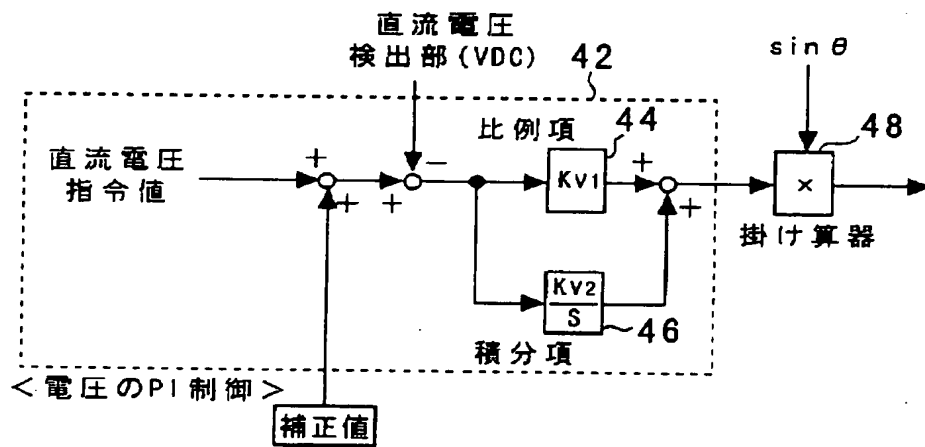 直流電圧
検出部(VDC)
42
sin θ
比例項
44
48
直流電圧
指令値
+
+
−
+
Kv1
+
+
×
掛け算器
Kv2
S
46
積分項
<電圧のPI制御>
補正値